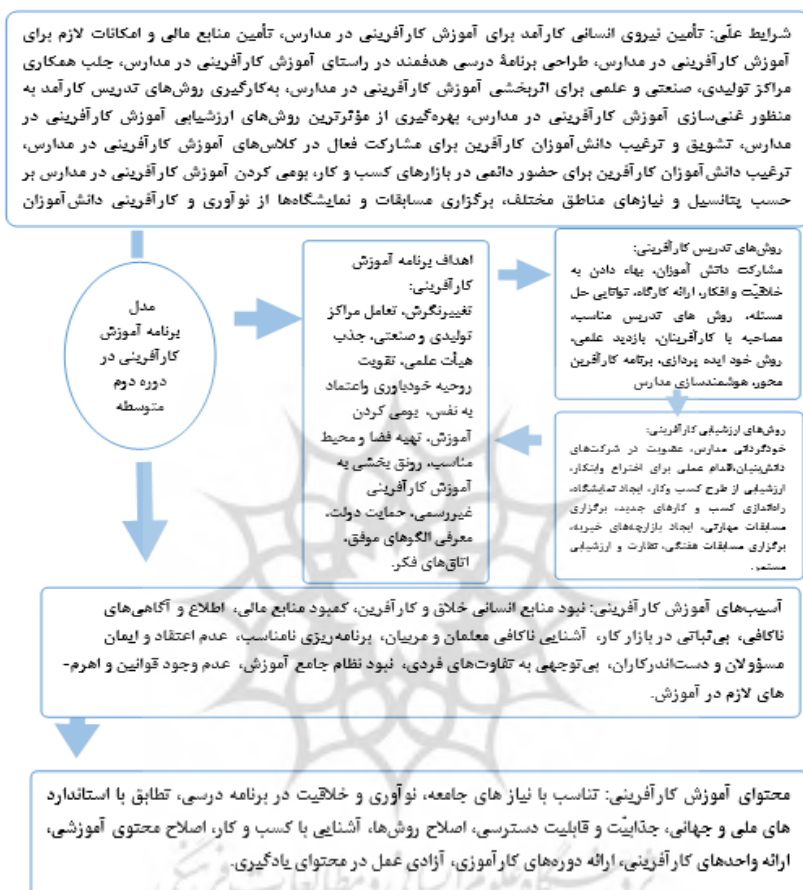 شرایط علّی: تأمین نیروی انسانی کارآمد برای آموزش کارآفرینی در مدارس، تأمین منابع مالی و امکانات لازم برای
آموزش کارآفرینی در مدارس، طراحی برنامهٔ درسی هدفمند در راستای آموزش کارآفرینی در مدارس، جلب همکاری
مراکز تولیدی، صنعتی و علمی برای اثربخشی آموزش کارآفرینی در مدارس، به‌کارگیری روش‌های تدریس کارآمد به
منظور غنی‌سازی آموزش کارآفرینی در مدارس، بهره‌گیری از مؤثرترین روش‌های ارزشیابی آموزش کارآفرینی در
مدارس، تشویق و ترغیب دانش‌آموزان کارآفرین برای مشارکت فعال در کلاس‌های آموزش کارآفرینی در مدارس،
ترغیب دانش‌آموزان کارآفرین برای حضور دائمی در بازارهای کسب و کار، بومی کردن آموزش کارآفرینی در مدارس بر
حسب پتانسیل و نیازهای مناطق مختلف، برگزاری مسابقات و نمایشگاه‌ها از نوآوری و کارآفرینی دانش‌آموزان
مدل
برنامه آموزش
کارآفرینی در
دوره دوم
متوسطه
اهداف برنامه آموزش
کارآفرینی:
تغییرنگرش، تعامل مراکز
تولیدی و صنعتی، جذب
هیأت علمی، تقویت
روحیه خودباوری واعتماد
به نفس، بومی کردن
آموزش، تهیه فضا و محیط
مناسب، رونق بخشی به
آموزش کارآفرینی
غیررسمی، حمایت دولت،
معرفی الگوهای موفق،
اتاق‌های فکر.
روش‌های تدریس کارآفرینی:
مشارکت دانش آموزان، بهاء دادن به
خلاقیّت و افکار، ارائه کارگاه، توانایی حل
مسئله، روش های تدریس مناسب،
مصاحبه با کارآفرینان، بازدید علمی،
روش خود ایده پردازی، برنامه کارآفرین
محور، هوشمندسازی مدارس
روش‌های ارزشیابی کارآفرینی:
خودگردانی مدارس، عضویت در شرکت‌های
دانش‌بنیان،اقدام عملی برای اختراع وابتکار،
ارزشیابی از طرح کسب وکار، ایجاد نمایشگاه،
راه‌اندازی کسب و کارهای جدید، برگزاری
مسابقات مهارتی، ایجاد بازارچه‌های خیریه،
برگزاری مسابقات هفتگی، نظارت و ارزشیابی
مستمر.
آسیب‌های آموزش کارآفرینی: نبود منابع انسانی خلاق و کارآفرین، کمبود منابع مالی، اطلاع و آگاهی‌های
ناکافی، بی‌ثباتی در بازار کار، آشنایی ناکافی معلمان و مربیان، برنامه‌ریزی نامناسب، عدم اعتقاد و ایمان
مسؤولان و دست‌اندرکاران، بی‌توجهی به تفاوت‌های فردی، نبود نظام جامع آموزش، عدم وجود قوانین و اهرم-
های لازم در آموزش.
محتوای آموزش کارآفرینی: تناسب با نیاز های جامعه، نوآوری و خلاقیت در برنامه درسی، تطابق با استاندارد
های ملی و جهانی، جذابیّت و قابلیت دسترسی، اصلاح روش‌ها، آشنایی با کسب و کار، اصلاح محتوی آموزشی،
ارائه واحدهای کارآفرینی، ارائه دوره‌های کارآموزی، آزادی عمل در محتوای یادگیری.